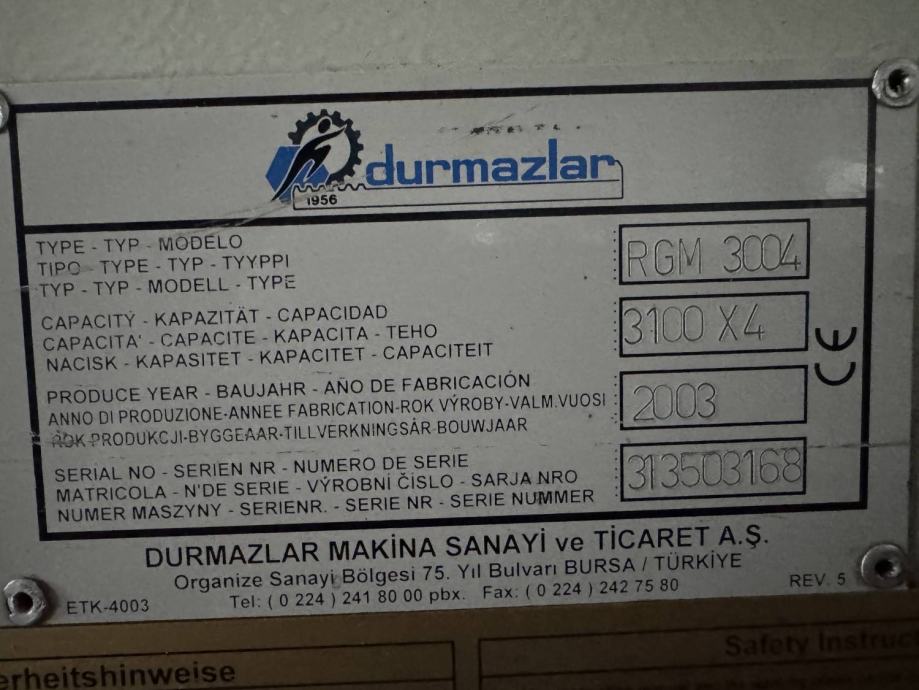 durmazlar
1956
TYPE - TYP - MODELO
TIPO - TYPE - TYP - TYYPPI
TYP - TYP - MODELL - TYPE
RGM 3004
CAPACITY - KAPAZITÄT - CAPACIDAD
CAPACITA' - CAPACITE - KAPACITA - TEHO
NACISK - KAPASITET - KAPACITET - CAPACITEIT
3100 X4
CE
PRODUCE YEAR - BAUJAHR - AÑO DE FABRICACIÓN
ANNO DI PRODUZIONE-ANNEE FABRICATION-ROK VÝROBY-VALM.VUOSI
ROK PRODUKCJI-BYGGEAAR-TILLVERKNINGSÅR-BOUWJAAR
2003
SERIAL NO - SERIEN NR - NUMERO DE SERIE
MATRICOLA - N'DE SERIE - VÝROBNÍ ČÍSLO - SARJA NRO
NUMER MASZYNY - SERIENR. - SERIE NR - SERIE NUMMER
313503168
DURMAZLAR MAKİNA SANAYİ ve TİCARET A.Ş.
Organize Sanayi Bölgesi 75. Yıl Bulvarı BURSA / TÜRKİYE
ETK-4003
Tel: ( 0 224 ) 241 80 00 pbx. Fax: ( 0 224 ) 242 75 80
REV. 5
erheitshinweise
Safety Instruc